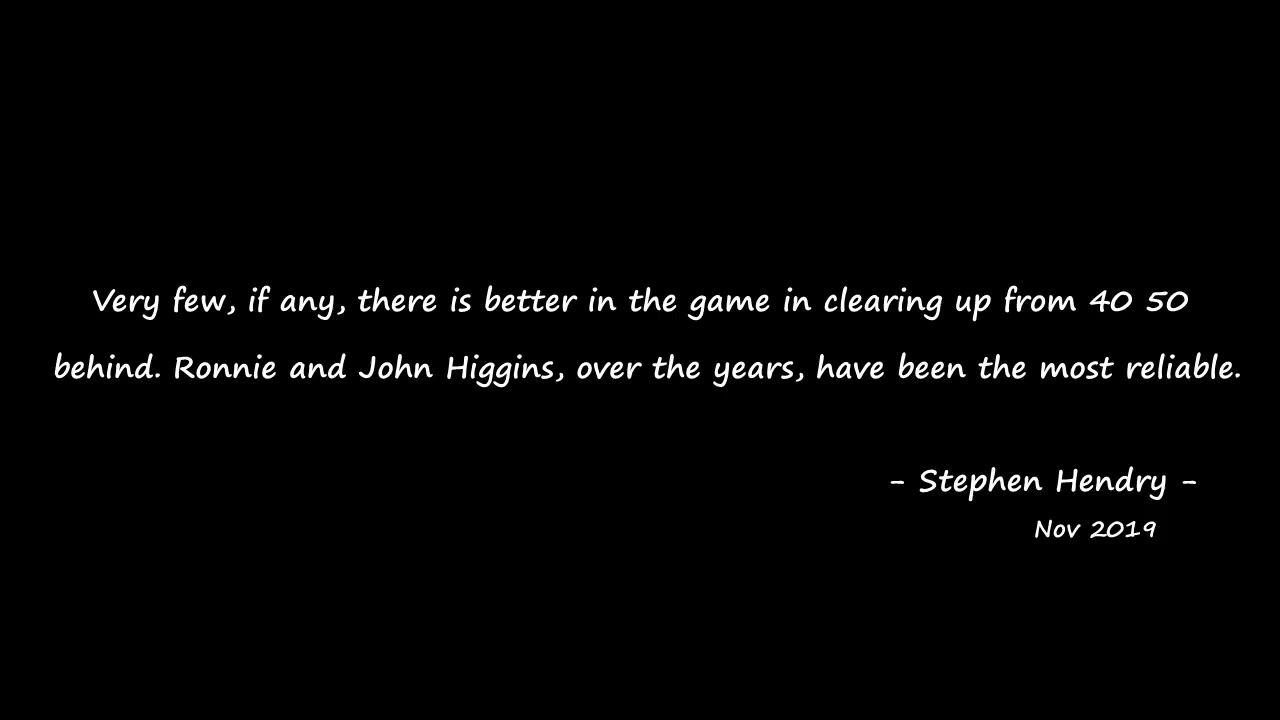 Very few, if any, there is better in the game in clearing up from 40 50
behind. Ronnie and John Higgins, over the years, have been the most reliable.
- Stephen Hendry -
Nov 2019